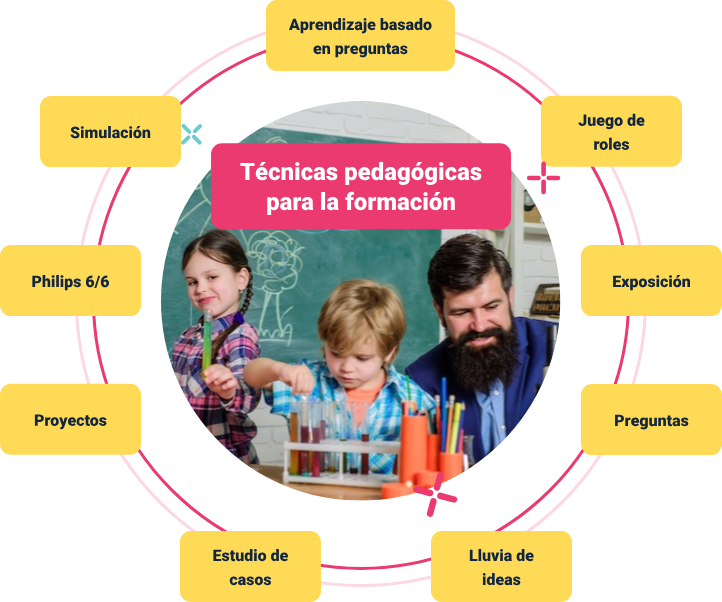 Aprendizaje basado
en preguntas
Simulación
Juego de
roles
Técnicas pedagógicas
para la formación
Philips 6/6
Exposición
Proyectos
Preguntas
Estudio de
casos
Lluvia de
ideas